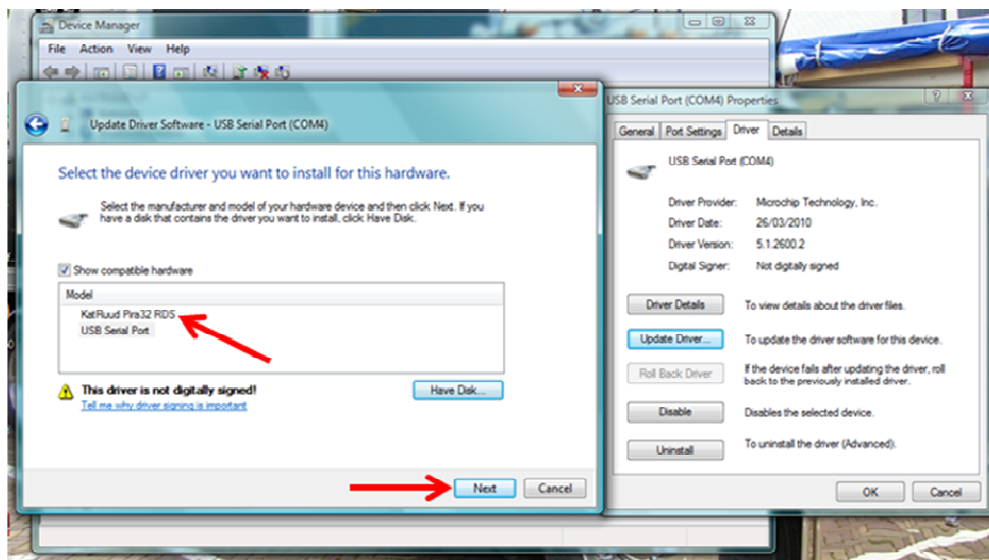 Device Manager
File Action View Help
Update Driver Software - USB Serial Port (COM4)
Select the device driver you want to install for this hardware.
Select the manufacturer and model of your hardware device and then click Next. If you
have a disk that contains the driver you want to install, click Have Disk.
Show compatible hardware
Model
KatRuud Pira32 RDS
USB Serial Port
This driver is not digitally signed!
Tell me why driver signing is important
Have Disk...
Next Cancel
USB Serial Port (COM4) Properties
General Port Settings Driver Details
USB Serial Port (COM4)
Driver Provider: Microchip Technology, Inc.
Driver Date: 26/03/2010
Driver Version: 5.1.2600.2
Digital Signer: Not digitally signed
Driver Details To view details about the driver files.
Update Driver... To update the driver software for this device.
Roll Back Driver If the device fails after updating the driver, roll
back to the previously installed driver.
Disable Disables the selected device.
Uninstall To uninstall the driver (Advanced).
OK Cancel